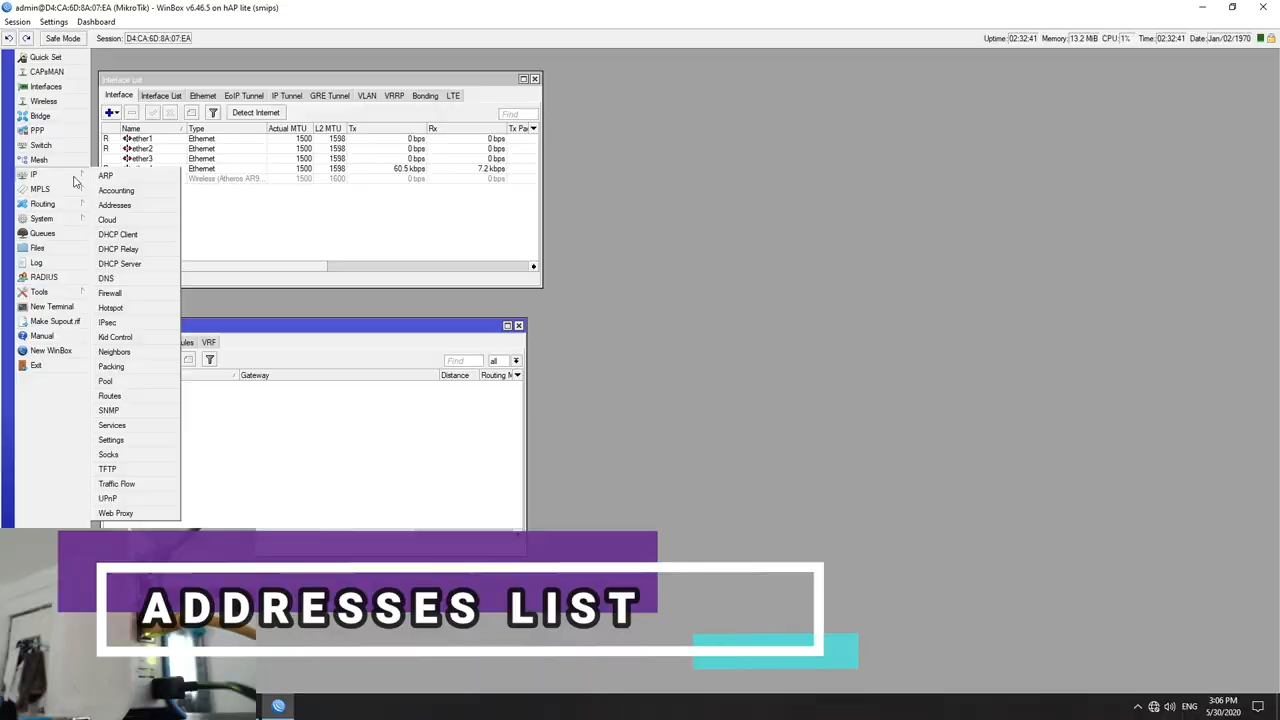 admin@D4:CA:6D:8A:07:EA (MikroTik) - WinBox v6.46.5 on hAP lite (smips)
Session Settings Dashboard
Safe Mode Session: D4:CA:6D:8A:07:EA Uptime: 02:32:41 Memory: 13.2 MiB CPU: 1% Time: 02:32:41 Date: Jan/02/1970
Quick Set
CAPsMAN
Interfaces
Wireless
Bridge
PPP
Switch
Mesh
IP
MPLS
Routing
System
Queues
Files
Log
RADIUS
Tools
New Terminal
Make Supout.rif
Manual
New WinBox
Exit
Interface List
Interface Interface List Ethernet EoIP Tunnel IP Tunnel GRE Tunnel VLAN VRRP Bonding LTE
Detect Internet Find
Name Type Actual MTU L2 MTU Tx Rx Tx Pac
R ether1 Ethernet 1500 1598 0 bps 0 bps
R ether2 Ethernet 1500 1598 0 bps 0 bps
ether3 Ethernet 1500 1598 0 bps 0 bps
Ethernet 1500 1598 60.5 kbps 7.2 kbps
Wireless (Atheros AR9... 1500 1600
ARP
Accounting
Addresses
Cloud
DHCP Client
DHCP Relay
DHCP Server
DNS
Firewall
Hotspot
IPsec
Kid Control
Neighbors
Packing
Pool
Routes
SNMP
Services
Settings
Socks
TFTP
Traffic Flow
UPnP
Web Proxy
ules VRF
Find all
Gateway Distance Routing M
ADDRESSES LIST
ENG
3:06 PM
5/30/2020